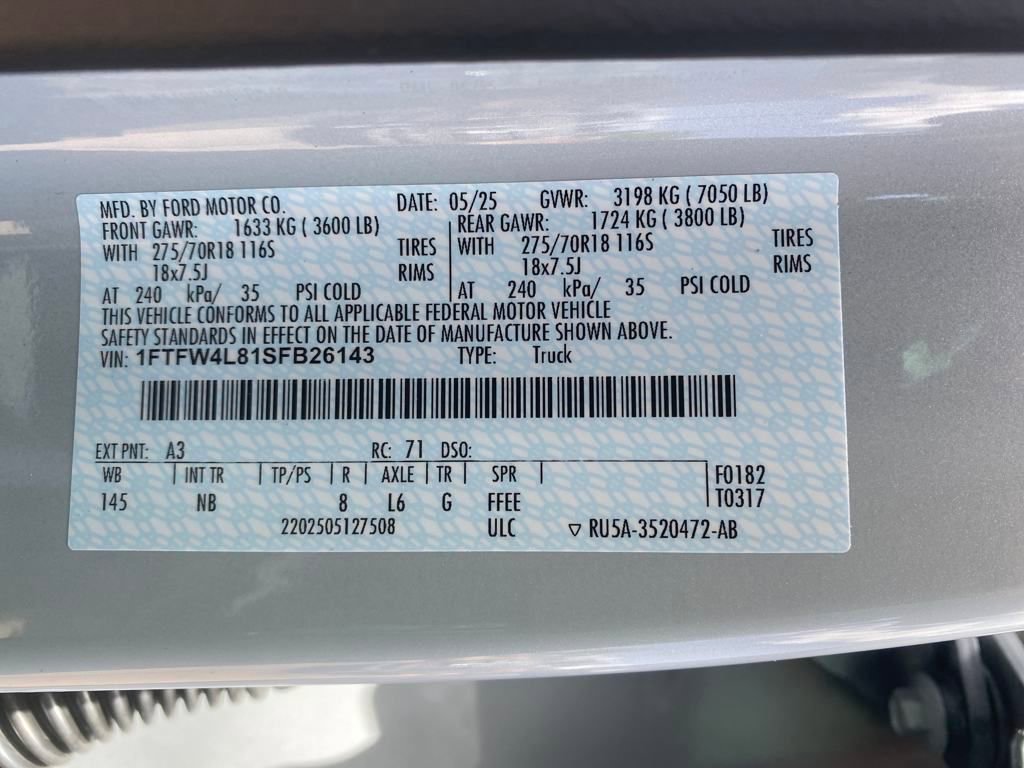 MFD. BY FORD MOTOR CO. DATE: 05/25 GVWR: 3198 KG ( 7050 LB)
FRONT GAWR: 1633 KG ( 3600 LB) REAR GAWR: 1724 KG ( 3800 LB)
WITH 275/70R18 116S TIRES WITH 275/70R18 116S TIRES
18x7.5J RIMS 18x7.5J RIMS
AT 240 kPa/ 35 PSI COLD AT 240 kPa/ 35 PSI COLD
THIS VEHICLE CONFORMS TO ALL APPLICABLE FEDERAL MOTOR VEHICLE
SAFETY STANDARDS IN EFFECT ON THE DATE OF MANUFACTURE SHOWN ABOVE.
VIN: 1FTFW4L81SFB26143 TYPE: Truck
EXT PNT: A3 RC: 71 DSO:
WB INT TR TP/PS R AXLE TR SPR F0182
145 NB 8 L6 G FFEE T0317
2202505127508 ULC ▽ RU5A-3520472-AB